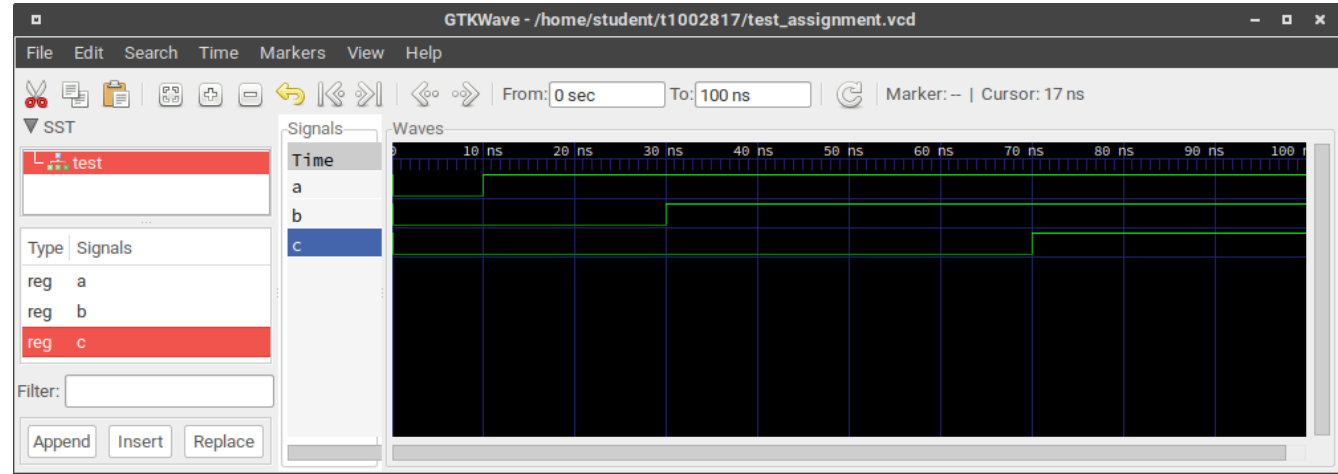 GTKWave - /home/student/t1002817/test_assignment.vcd
File Edit Search Time Markers View Help
From: 0 sec To: 100 ns Marker: -- | Cursor: 17 ns
SST
test
Type Signals
reg a
reg b
reg c
Filter:
Append Insert Replace
Signals
Time
a
b
c
Waves
10 ns 20 ns 30 ns 40 ns 50 ns 60 ns 70 ns 80 ns 90 ns 100